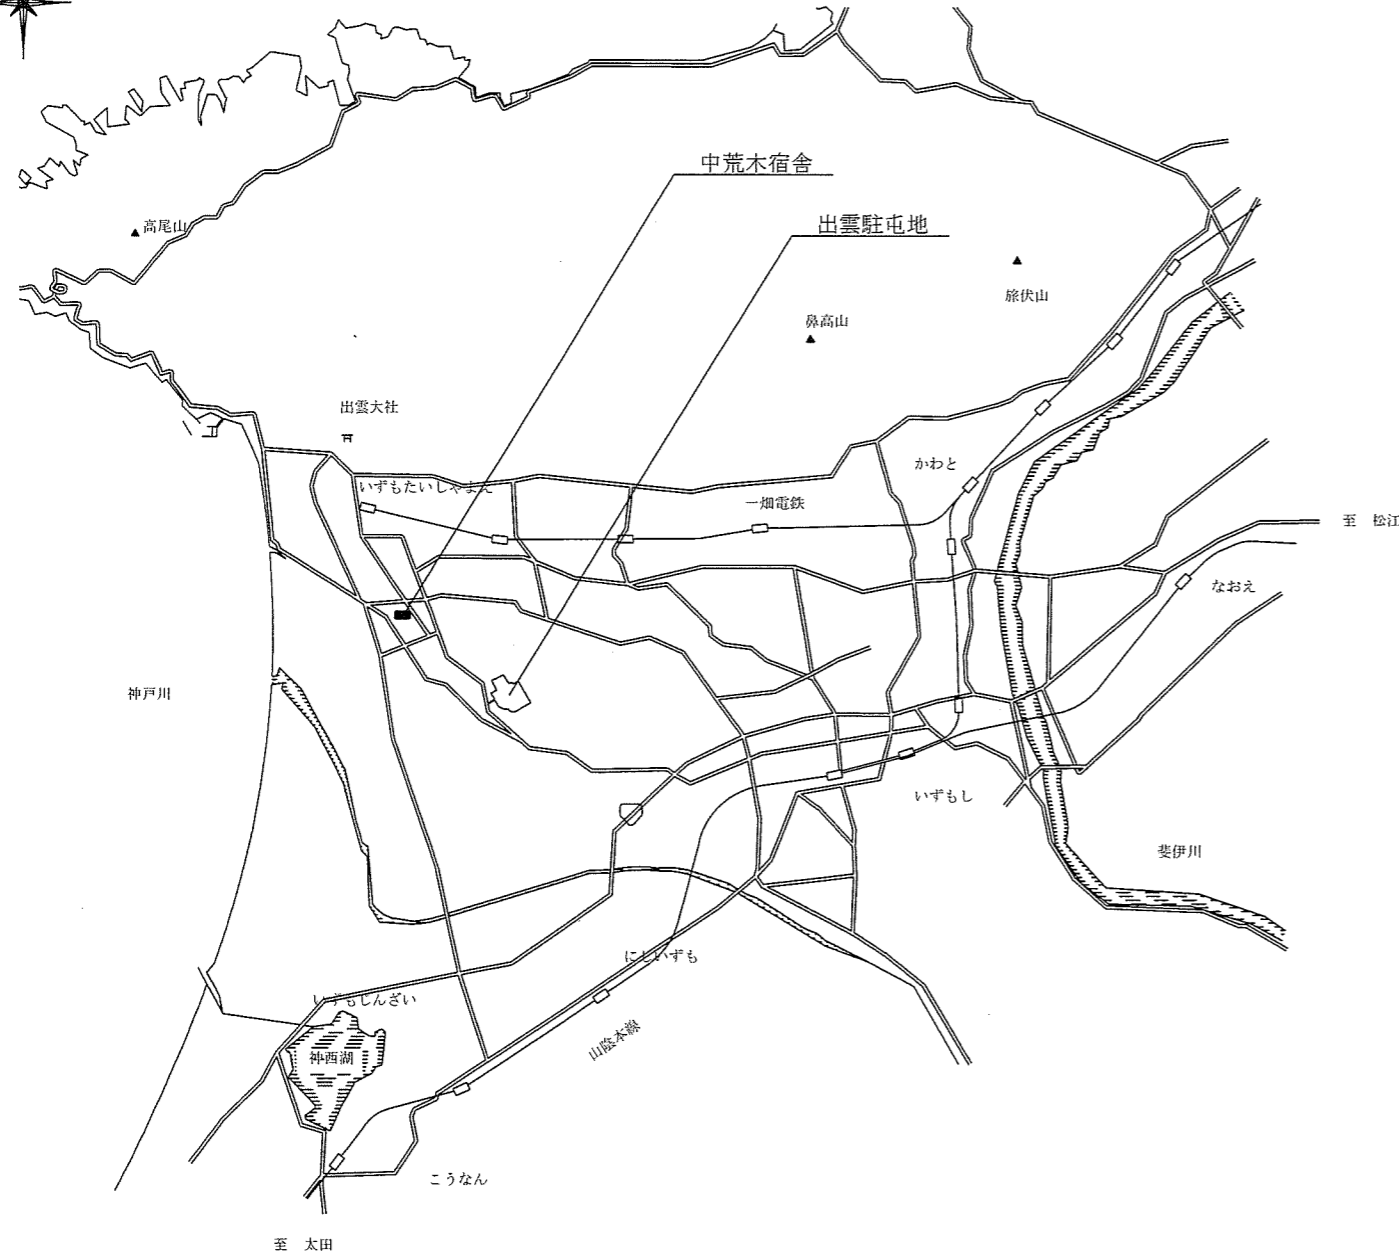 中荒木宿舎
出雲駐屯地
高尾山
旅伏山
鼻高山
出雲大社
かわと
いずもたいしゃまえ
一畑電鉄
至 松江
なおえ
神戸川
いずもし
斐伊川
にしいずも
いずもじんざい
山陰本線
神西湖
こうなん
至 太田